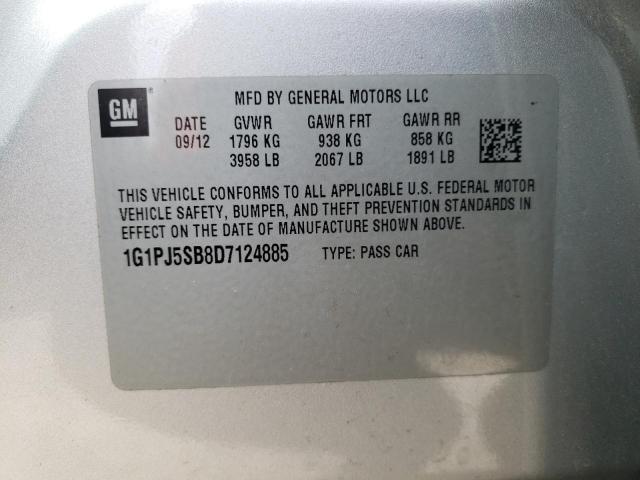 GM
MFD BY GENERAL MOTORS LLC
DATE GVWR GAWR FRT GAWR RR
09/12 1796 KG 938 KG 858 KG
3958 LB 2067 LB 1891 LB
THIS VEHICLE CONFORMS TO ALL APPLICABLE U.S. FEDERAL MOTOR
VEHICLE SAFETY, BUMPER, AND THEFT PREVENTION STANDARDS IN
EFFECT ON THE DATE OF MANUFACTURE SHOWN ABOVE.
1G1PJ5SB8D7124885 TYPE: PASS CAR